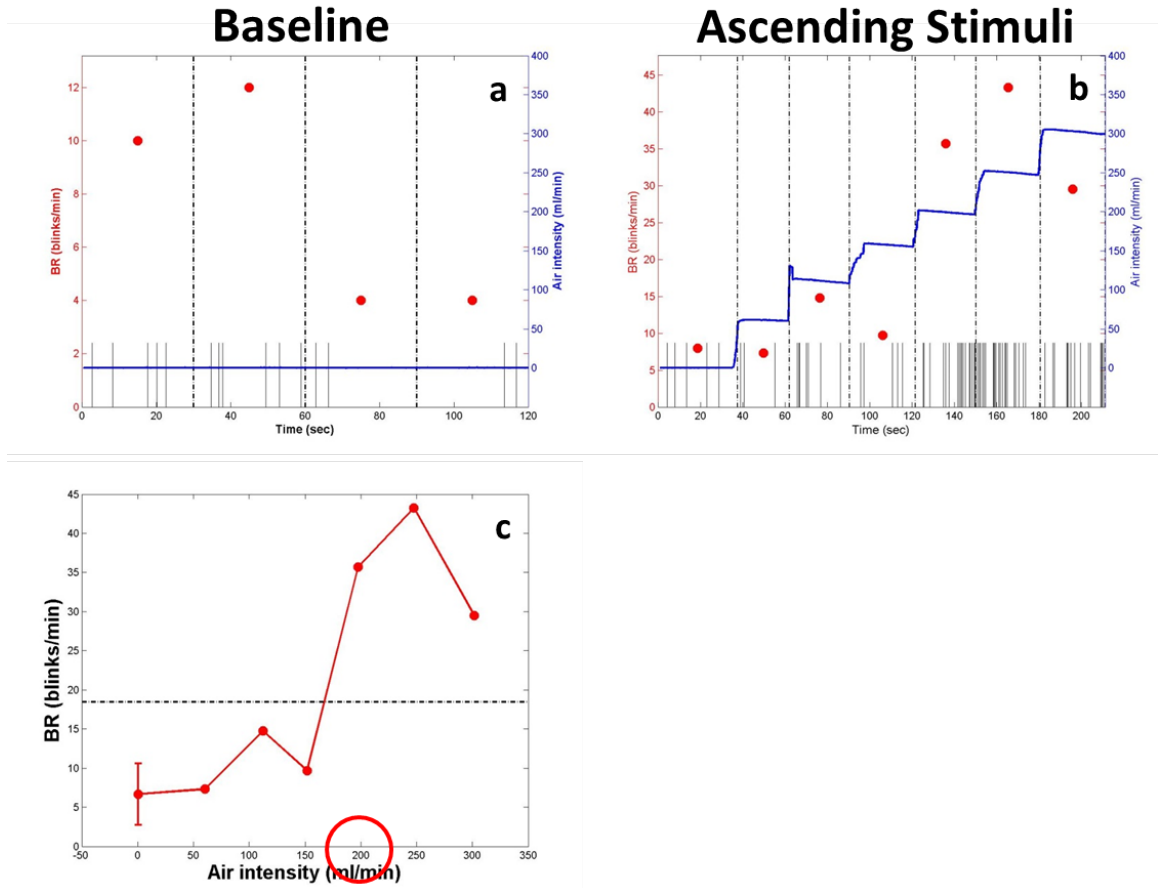 Baseline
a
12
10
8
6
4
2
0
BR (blinks/min)
400
350
300
250
200
150
100
50
0
Air intensity (ml/min)
0 20 40 60 80 100 120
Time (sec)
Ascending Stimuli
b
45
40
35
30
25
20
15
10
5
0
BR (blinks/min)
400
350
300
250
200
150
100
50
0
Air intensity (ml/min)
0 20 40 60 80 100 120 140 160 180 200
Time (sec)
c
45
40
35
30
25
20
15
10
5
0
BR (blinks/min)
-50 0 50 100 150 200 250 300 350
Air intensity (ml/min)